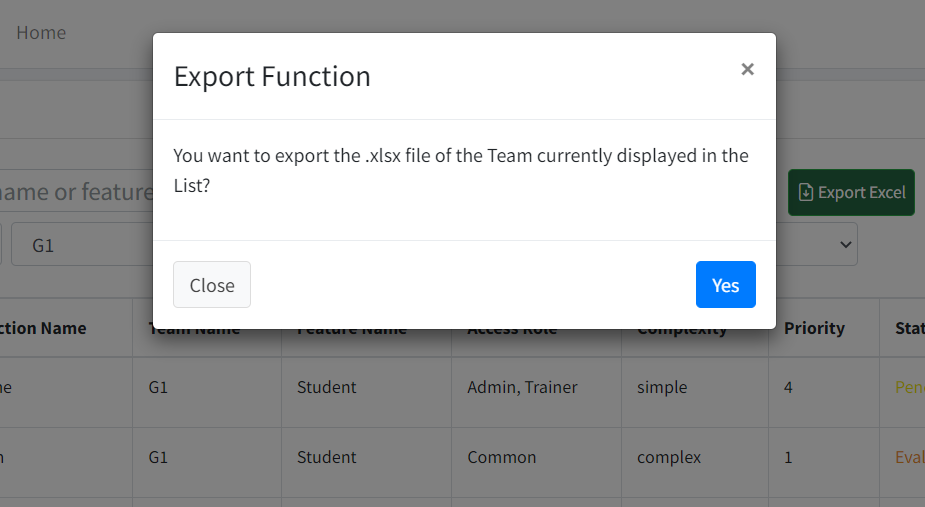 Home
Export Function
×
You want to export the .xlsx file of the Team currently displayed in the
List?
name or feature
Export Excel
G1
Close
Yes
ction Name Team Name Feature Name Access Role Complexity Priority Stat
G1 Student Admin, Trainer simple 4 Pen
G1 Student Common complex 1 Eval